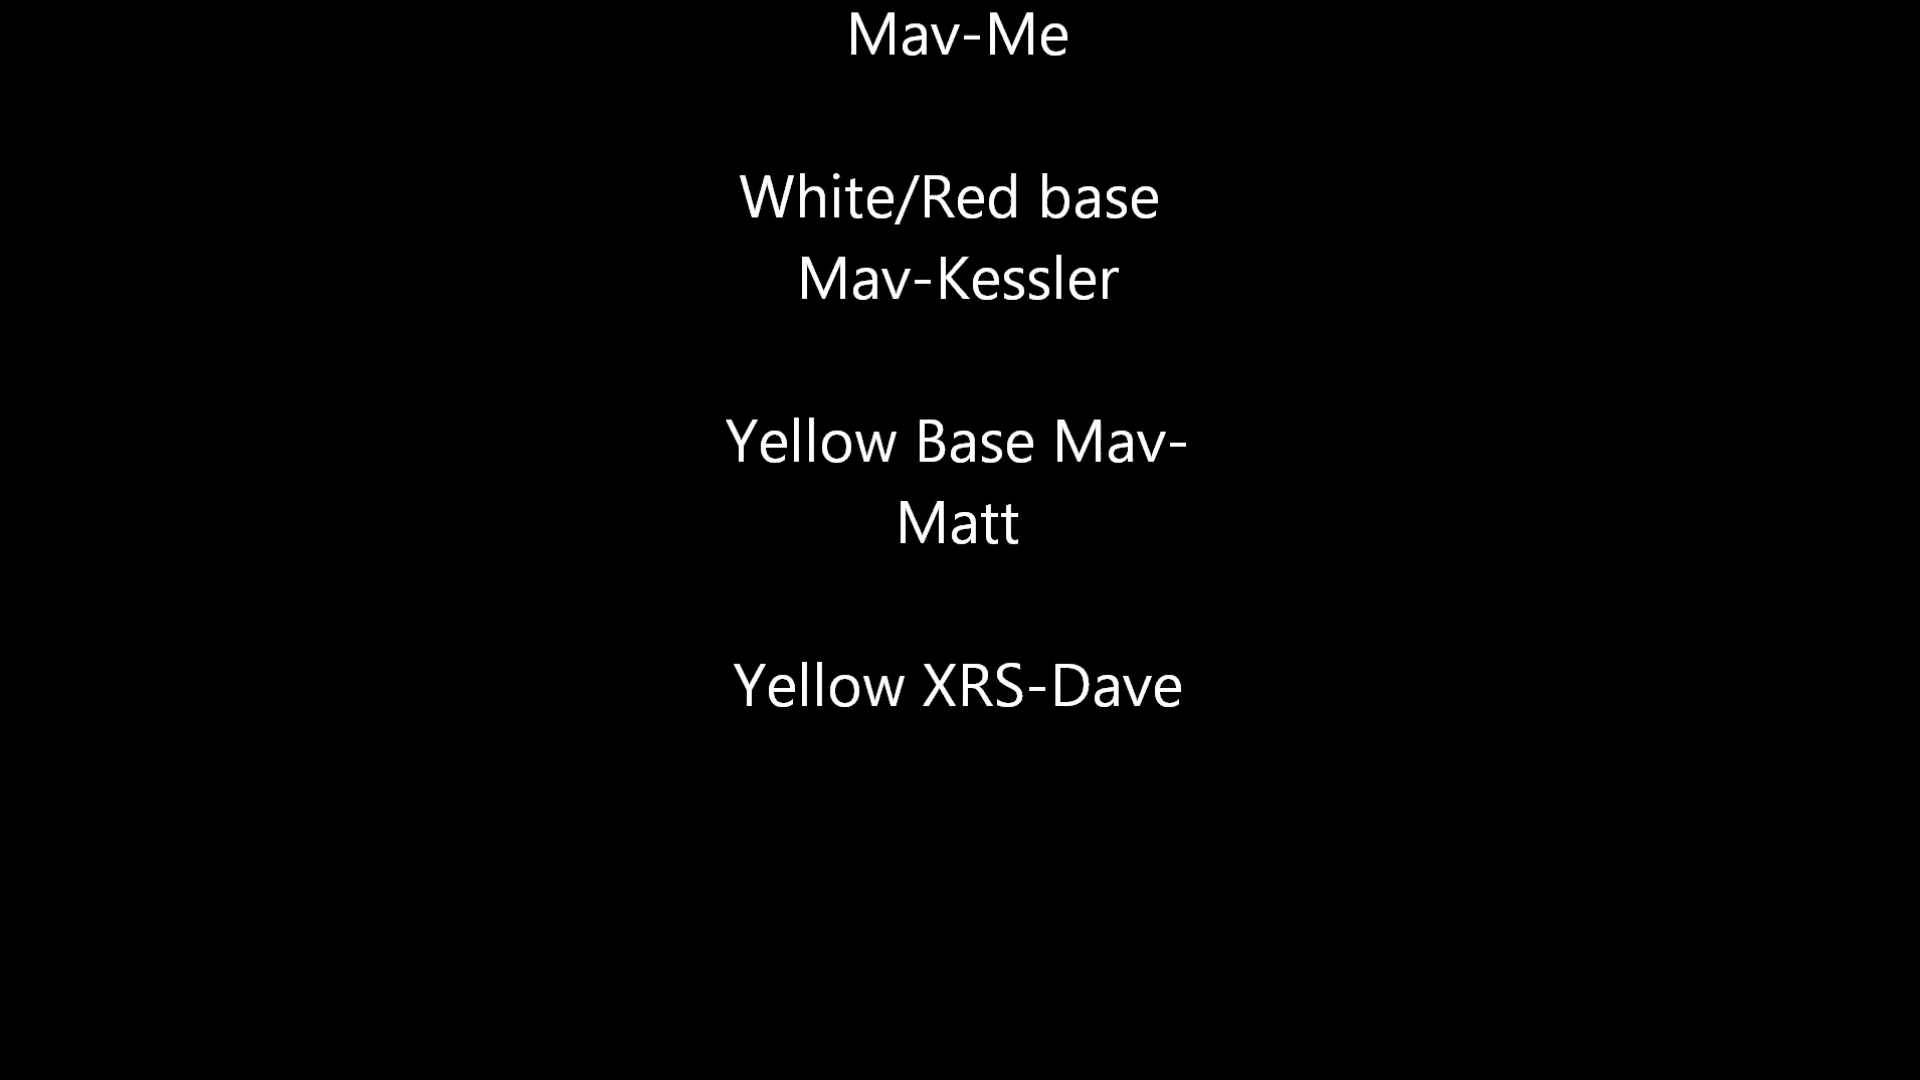 Mav-Me
White/Red base
Mav-Kessler
Yellow Base Mav-
Matt
Yellow XRS-Dave